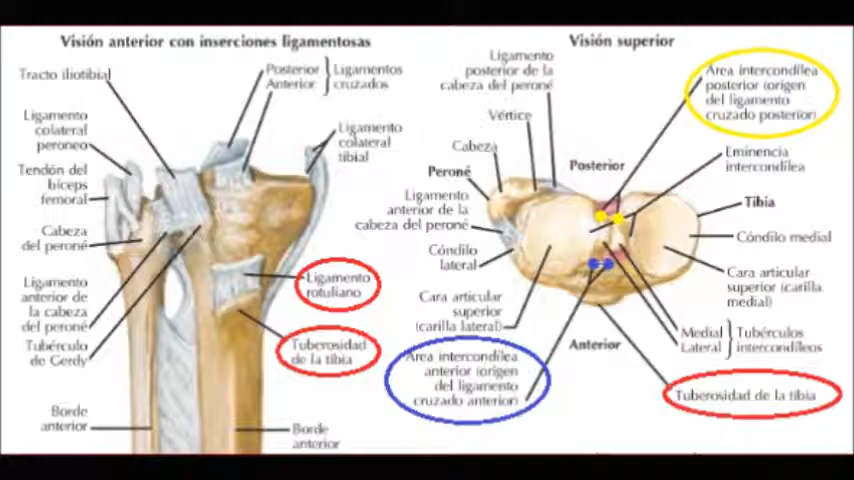 Visión anterior con inserciones ligamentosas
Tracto iliotibial
Posterior
Anterior
Ligamentos
cruzados
Ligamento
colateral
peroneo
Ligamento
colateral
tibial
Tendón del
bíceps
femoral
Cabeza
del peroné
Ligamento
rotuliano
Ligamento
anterior de
la cabeza
del peroné
Tuberosidad
de la tibia
Tubérculo
de Gerdy
Borde
anterior
Borde
anterior
Visión superior
Ligamento
posterior de la
cabeza del peroné
Área intercondílea
posterior (origen
del ligamento
cruzado posterior)
Vértice
Cabeza
Posterior
Eminencia
intercondílea
Peroné
Ligamento
anterior de la
cabeza del peroné
Tibia
Cóndilo
lateral
Cóndilo medial
Cara articular
superior
(carilla lateral)
Cara articular
superior (carilla
medial)
Anterior
Medial
Lateral
Tubérculos
intercondíleos
Área intercondílea
anterior (origen
del ligamento
cruzado anterior)
Tuberosidad de la tibia